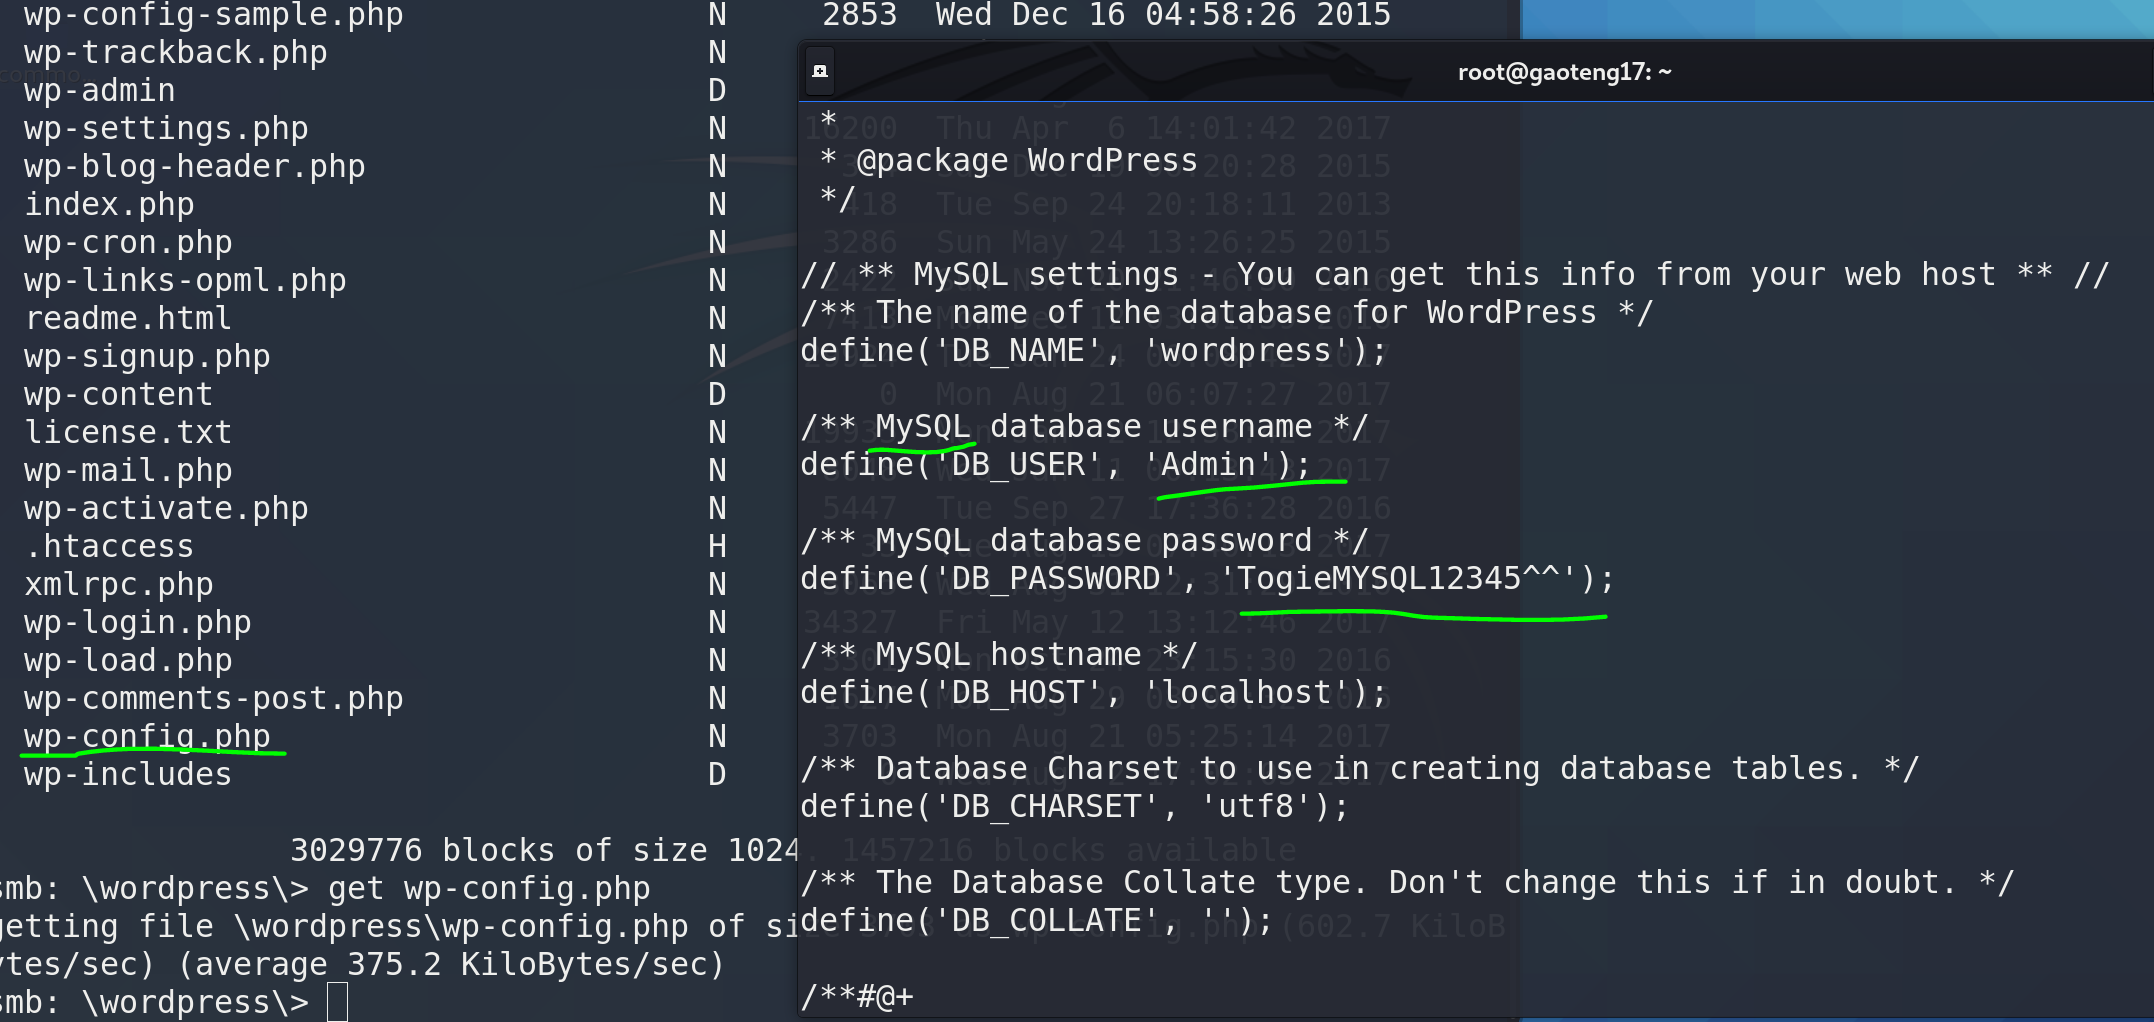 wp-config-sample.php N 2853 Wed Dec 16 04:58:26 2015
wp-trackback.php N
wp-admin D
wp-settings.php N
wp-blog-header.php N
index.php N
wp-cron.php N
wp-links-opml.php N
readme.html N
wp-signup.php N
wp-content D
license.txt N
wp-mail.php N
wp-activate.php N
.htaccess H
xmlrpc.php N
wp-login.php N
wp-load.php N
wp-comments-post.php N
wp-config.php N
wp-includes D
3029776 blocks of size 1024. 1457216 blocks available
smb: \wordpress\> get wp-config.php
getting file \wordpress\wp-config.php of si
ytes/sec) (average 375.2 KiloBytes/sec)
smb: \wordpress\>
root@gaoteng17: ~
*
* @package WordPress
*/
// ** MySQL settings - You can get this info from your web host ** //
/** The name of the database for WordPress */
define('DB_NAME', 'wordpress');
/** MySQL database username */
define('DB_USER', 'Admin');
/** MySQL database password */
define('DB_PASSWORD', 'TogieMYSQL12345^^');
/** MySQL hostname */
define('DB_HOST', 'localhost');
/** Database Charset to use in creating database tables. */
define('DB_CHARSET', 'utf8');
/** The Database Collate type. Don't change this if in doubt. */
define('DB_COLLATE', '');
/**#@+